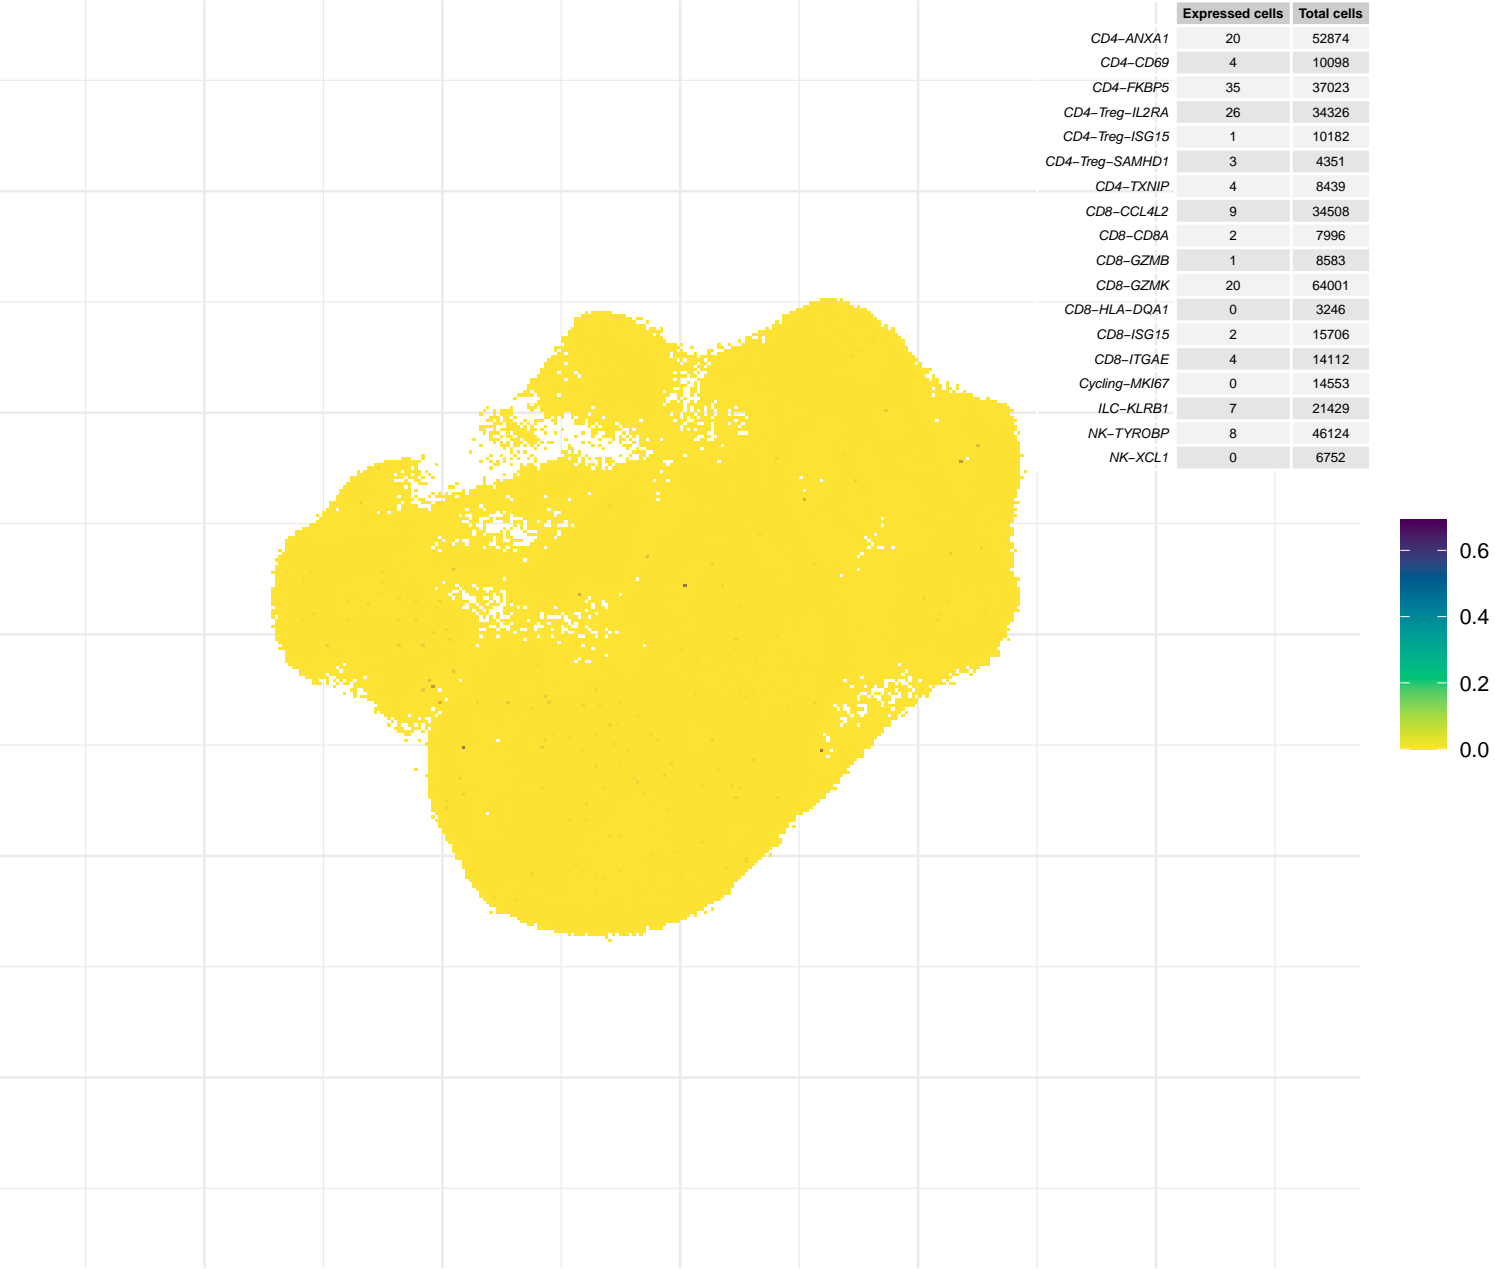 Expressed cells Total cells
CD4−ANXA1 20 52874
CD4−CD69 4 10098
CD4−FKBP5 35 37023
CD4−Treg−IL2RA 26 34326
CD4−Treg−ISG15 1 10182
CD4−Treg−SAMHD1 3 4351
CD4−TXNIP 4 8439
CD8−CCL4L2 9 34508
CD8−CD8A 2 7996
CD8−GZMB 1 8583
CD8−GZMK 20 64001
CD8−HLA−DQA1 0 3246
CD8−ISG15 2 15706
CD8−ITGAE 4 14112
Cycling−MKI67 0 14553
ILC−KLRB1 7 21429
NK−TYROBP 8 46124
NK−XCL1 0 6752
0.6
0.4
0.2
0.0